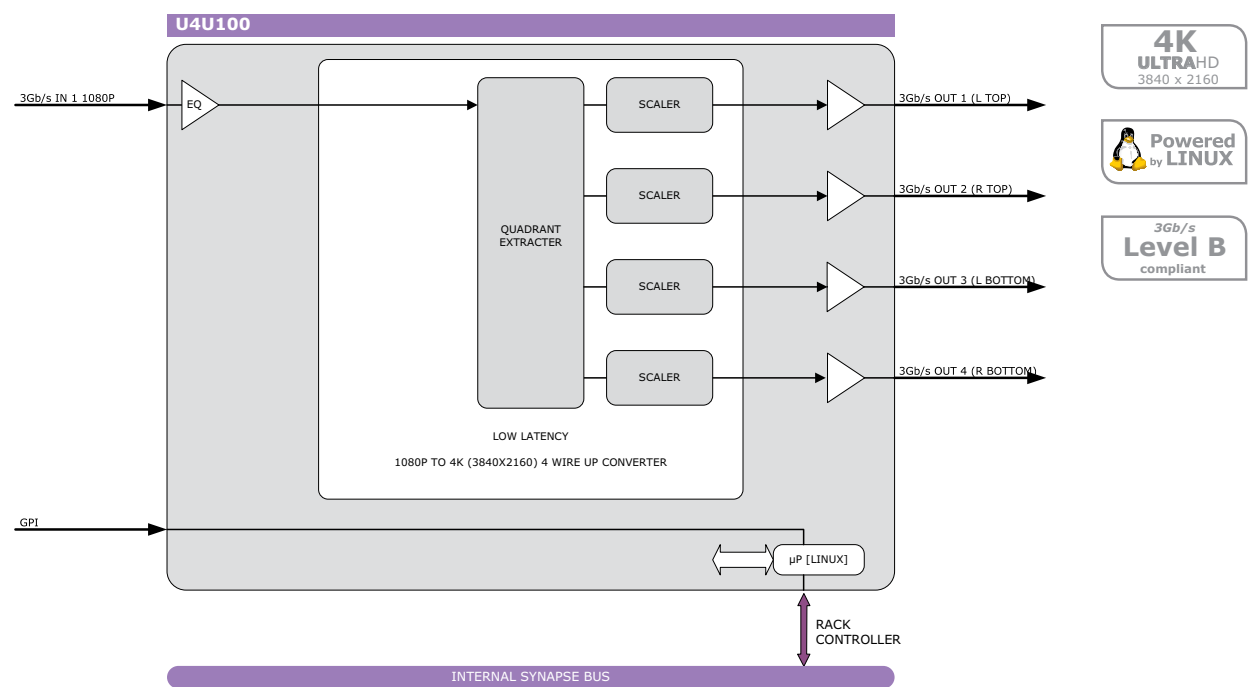 U4U100
3Gb/s IN 1 1080P
EQ
QUADRANT
EXTRACTER
SCALER
SCALER
SCALER
SCALER
3Gb/s OUT 1 (L TOP)
3Gb/s OUT 2 (R TOP)
3Gb/s OUT 3 (L BOTTOM)
3Gb/s OUT 4 (R BOTTOM)
LOW LATENCY
1080P TO 4K (3840X2160) 4 WIRE UP CONVERTER
GPI
µP [LINUX]
RACK
CONTROLLER
INTERNAL SYNAPSE BUS
4K
ULTRAHD
3840 x 2160
Powered
by LINUX
3Gb/s
Level B
compliant